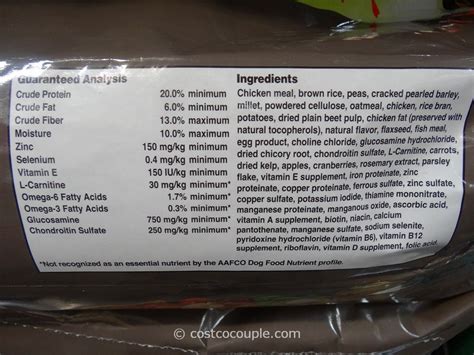 Guaranteed Analysis
Crude Protein 20.0% minimum
Crude Fat 6.0% minimum
Crude Fiber 13.0% maximum
Moisture 10.0% maximum
Zinc 150 mg/kg minimum
Selenium 0.4 mg/kg minimum
Vitamin E 150 IU/kg minimum
L-Carnitine 30 mg/kg minimum*
Omega-6 Fatty Acids 1.7% minimum*
Omega-3 Fatty Acids 0.3% minimum*
Glucosamine 750 mg/kg minimum*
Chondroitin Sulfate 250 mg/kg minimum*
Ingredients
Chicken meal, brown rice, peas, cracked pearled barley,
millet, powdered cellulose, oatmeal, chicken, rice bran,
potatoes, dried plain beet pulp, chicken fat (preserved with
natural tocopherols), natural flavor, flaxseed, fish meal,
egg product, choline chloride, glucosamine hydrochloride,
dried chicory root, chondroitin sulfate, L-Carnitine, carrots,
dried kelp, apples, cranberries, rosemary extract, parsley
flake, vitamin E supplement, iron proteinate, zinc
proteinate, copper proteinate, ferrous sulfate, zinc sulfate,
copper sulfate, potassium iodide, thiamine mononitrate,
manganese proteinate, manganous oxide, ascorbic acid,
vitamin A supplement, biotin, niacin, calcium
pantothenate, manganese sulfate, sodium selenite,
pyridoxine hydrochloride (vitamin B6), vitamin B12
supplement, riboflavin, vitamin D supplement, folic acid.
*Not recognized as an essential nutrient by the AAFCO Dog Food Nutrient profile.
© costcocouple.com